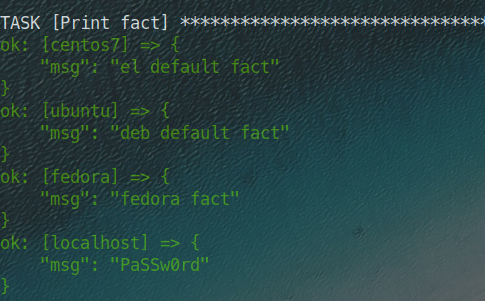 TASK [Print fact] *******************************
ok: [centos7] => {
    "msg": "el default fact"
}
ok: [ubuntu] => {
    "msg": "deb default fact"
}
ok: [fedora] => {
    "msg": "fedora fact"
}
ok: [localhost] => {
    "msg": "PaSSw0rd"
}